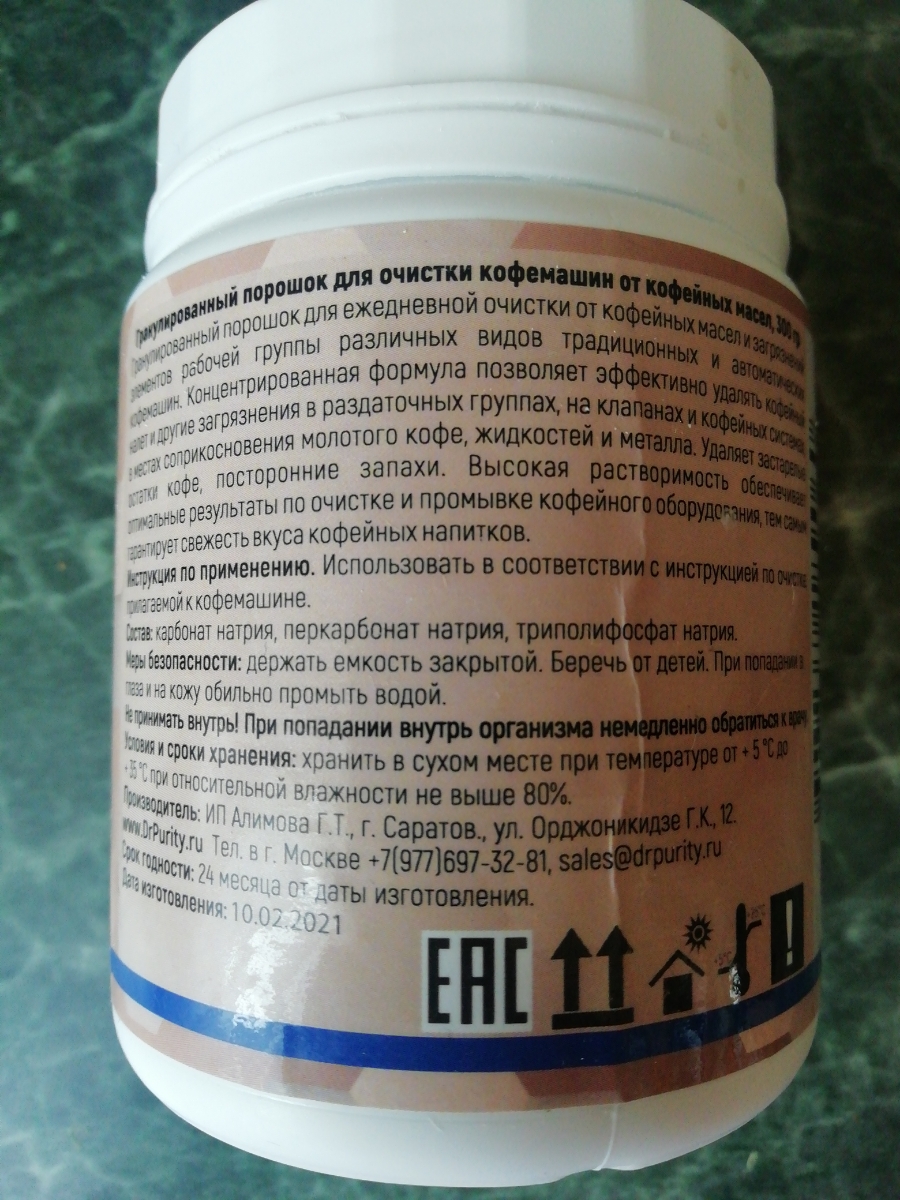 Гранулированный порошок для очистки кофемашин от кофейных масел, 300 гр
Гранулированный порошок для ежедневной очистки от кофейных масел и загрязнений
элементов рабочей группы различных видов традиционных и автоматических
кофемашин. Концентрированная формула позволяет эффективно удалять кофейный
налет и другие загрязнения в раздаточных группах, на клапанах и кофейных системах,
в местах соприкосновения молотого кофе, жидкостей и металла. Удаляет застарелые
остатки кофе, посторонние запахи. Высокая растворимость обеспечивает
оптимальные результаты по очистке и промывке кофейного оборудования, тем самым
гарантирует свежесть вкуса кофейных напитков.
Инструкция по применению. Использовать в соответствии с инструкцией по очистке
прилагаемой к кофемашине.
Состав: карбонат натрия, перкарбонат натрия, триполифосфат натрия.
Меры безопасности: держать емкость закрытой. Беречь от детей. При попадании в
глаза и на кожу обильно промыть водой.
Не принимать внутрь! При попадании внутрь организма немедленно обратиться к врачу
Условия и сроки хранения: хранить в сухом месте при температуре от + 5 °C до
+ 35 °C при относительной влажности не выше 80%.
Производитель: ИП Алимова Г.Т., г. Саратов., ул. Орджоникидзе Г.К., 12.
www.DrPurity.ru Тел. в г. Москве +7(977)697-32-81, sales@drpurity.ru
Срок годности: 24 месяца от даты изготовления.
Дата изготовления: 10.02.2021
EAC